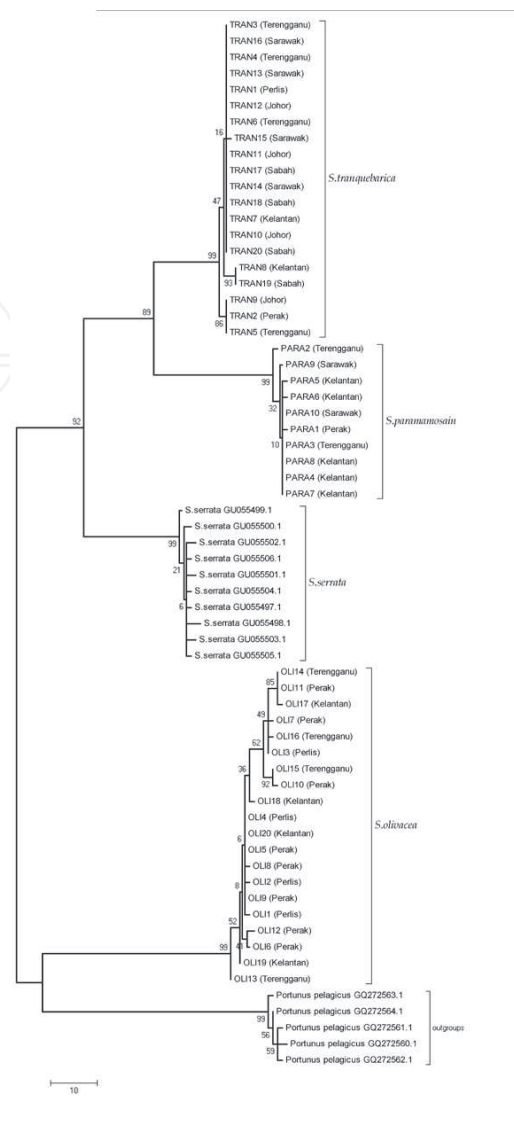 TRAN3 (Terengganu)
TRAN16 (Sarawak)
TRAN4 (Terengganu)
TRAN13 (Sarawak)
TRAN1 (Perlis)
TRAN12 (Johor)
TRAN6 (Terengganu)
16
TRAN15 (Sarawak)
TRAN11 (Johor)
TRAN17 (Sabah)
S.tranquebarica
TRAN14 (Sarawak)
TRAN18 (Sabah)
47
TRAN7 (Kelantan)
TRAN10 (Johor)
TRAN20 (Sabah)
99
TRAN8 (Kelantan)
93
TRAN19 (Sabah)
TRAN9 (Johor)
89
TRAN2 (Perak)
86
TRAN5 (Terengganu)
PARA2 (Terengganu)
PARA9 (Sarawak)
99
PARA5 (Kelantan)
PARA6 (Kelantan)
32
PARA10 (Sarawak)
S.paramamosain
92
PARA1 (Perak)
10
PARA3 (Terengganu)
PARA8 (Kelantan)
PARA4 (Kelantan)
PARA7 (Kelantan)
S.serrata GU055499.1
S.serrata GU055500.1
99
S.serrata GU055502.1
S.serrata GU055506.1
21
S.serrata GU055501.1
S.serrata
S.serrata GU055504.1
6
S.serrata GU055497.1
S.serrata GU055498.1
S.serrata GU055503.1
S.serrata GU055505.1
OLI14 (Terengganu)
85
OLI11 (Perak)
OLI17 (Kelantan)
49
OLI7 (Perak)
OLI16 (Terengganu)
62
OLI3 (Perlis)
36
OLI15 (Terengganu)
92
OLI10 (Perak)
OLI18 (Kelantan)
OLI4 (Perlis)
S.olivacea
OLI20 (Kelantan)
6
OLI5 (Perak)
OLI8 (Perak)
8
OLI2 (Perlis)
OLI9 (Perak)
OLI1 (Perlis)
52
OLI12 (Perak)
99
41
OLI6 (Perak)
OLI19 (Kelantan)
OLI13 (Terengganu)
Portunus pelagicus GQ272563.1
Portunus pelagicus GQ272564.1
99
Portunus pelagicus GQ272561.1
outgroups
56
Portunus pelagicus GQ272560.1
59
Portunus pelagicus GQ272562.1
10